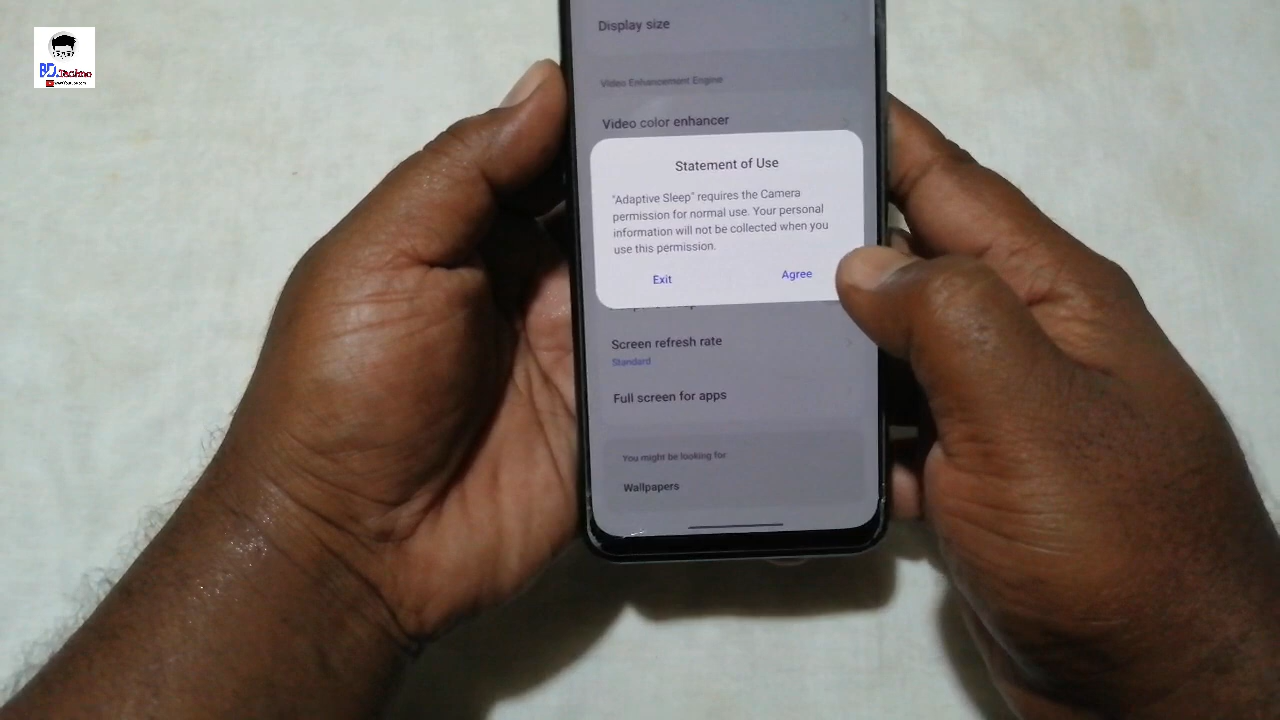 BD Techno
Display size
Video Enhancement Engine
Video color enhancer
Statement of Use
"Adaptive Sleep" requires the Camera
permission for normal use. Your personal
information will not be collected when you
use this permission.
Exit
Agree
Screen refresh rate
Standard
Full screen for apps
You might be looking for
Wallpapers